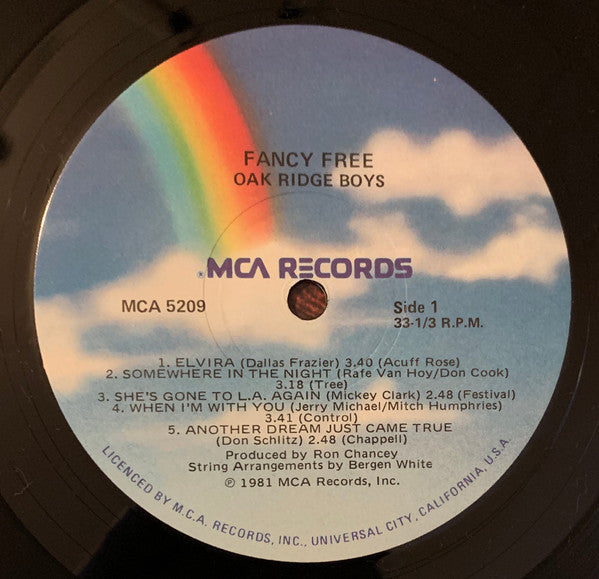 FANCY FREE
OAK RIDGE BOYS
®MCA RECORDS
MCA 5209
Side 1
33-1/3 R.P.M.
1. ELVIRA (Dallas Frazier) 3.40 (Acuff Rose)
2. SOMEWHERE IN THE NIGHT (Rafe Van Hoy/Don Cook)
3.18 (Tree)
3. SHE'S GONE TO L.A. AGAIN (Mickey Clark) 2.48 (Festival)
4. WHEN I'M WITH YOU (Jerry Michael/Mitch Humphries)
3.41 (Control)
5. ANOTHER DREAM JUST CAME TRUE
(Don Schlitz) 2.48 (Chappell)
Produced by Ron Chancey
String Arrangements by Bergen White
℗ 1981 MCA Records, Inc.
LICENCED BY M.C.A. RECORDS, INC., UNIVERSAL CITY, CALIFORNIA, U.S.A.